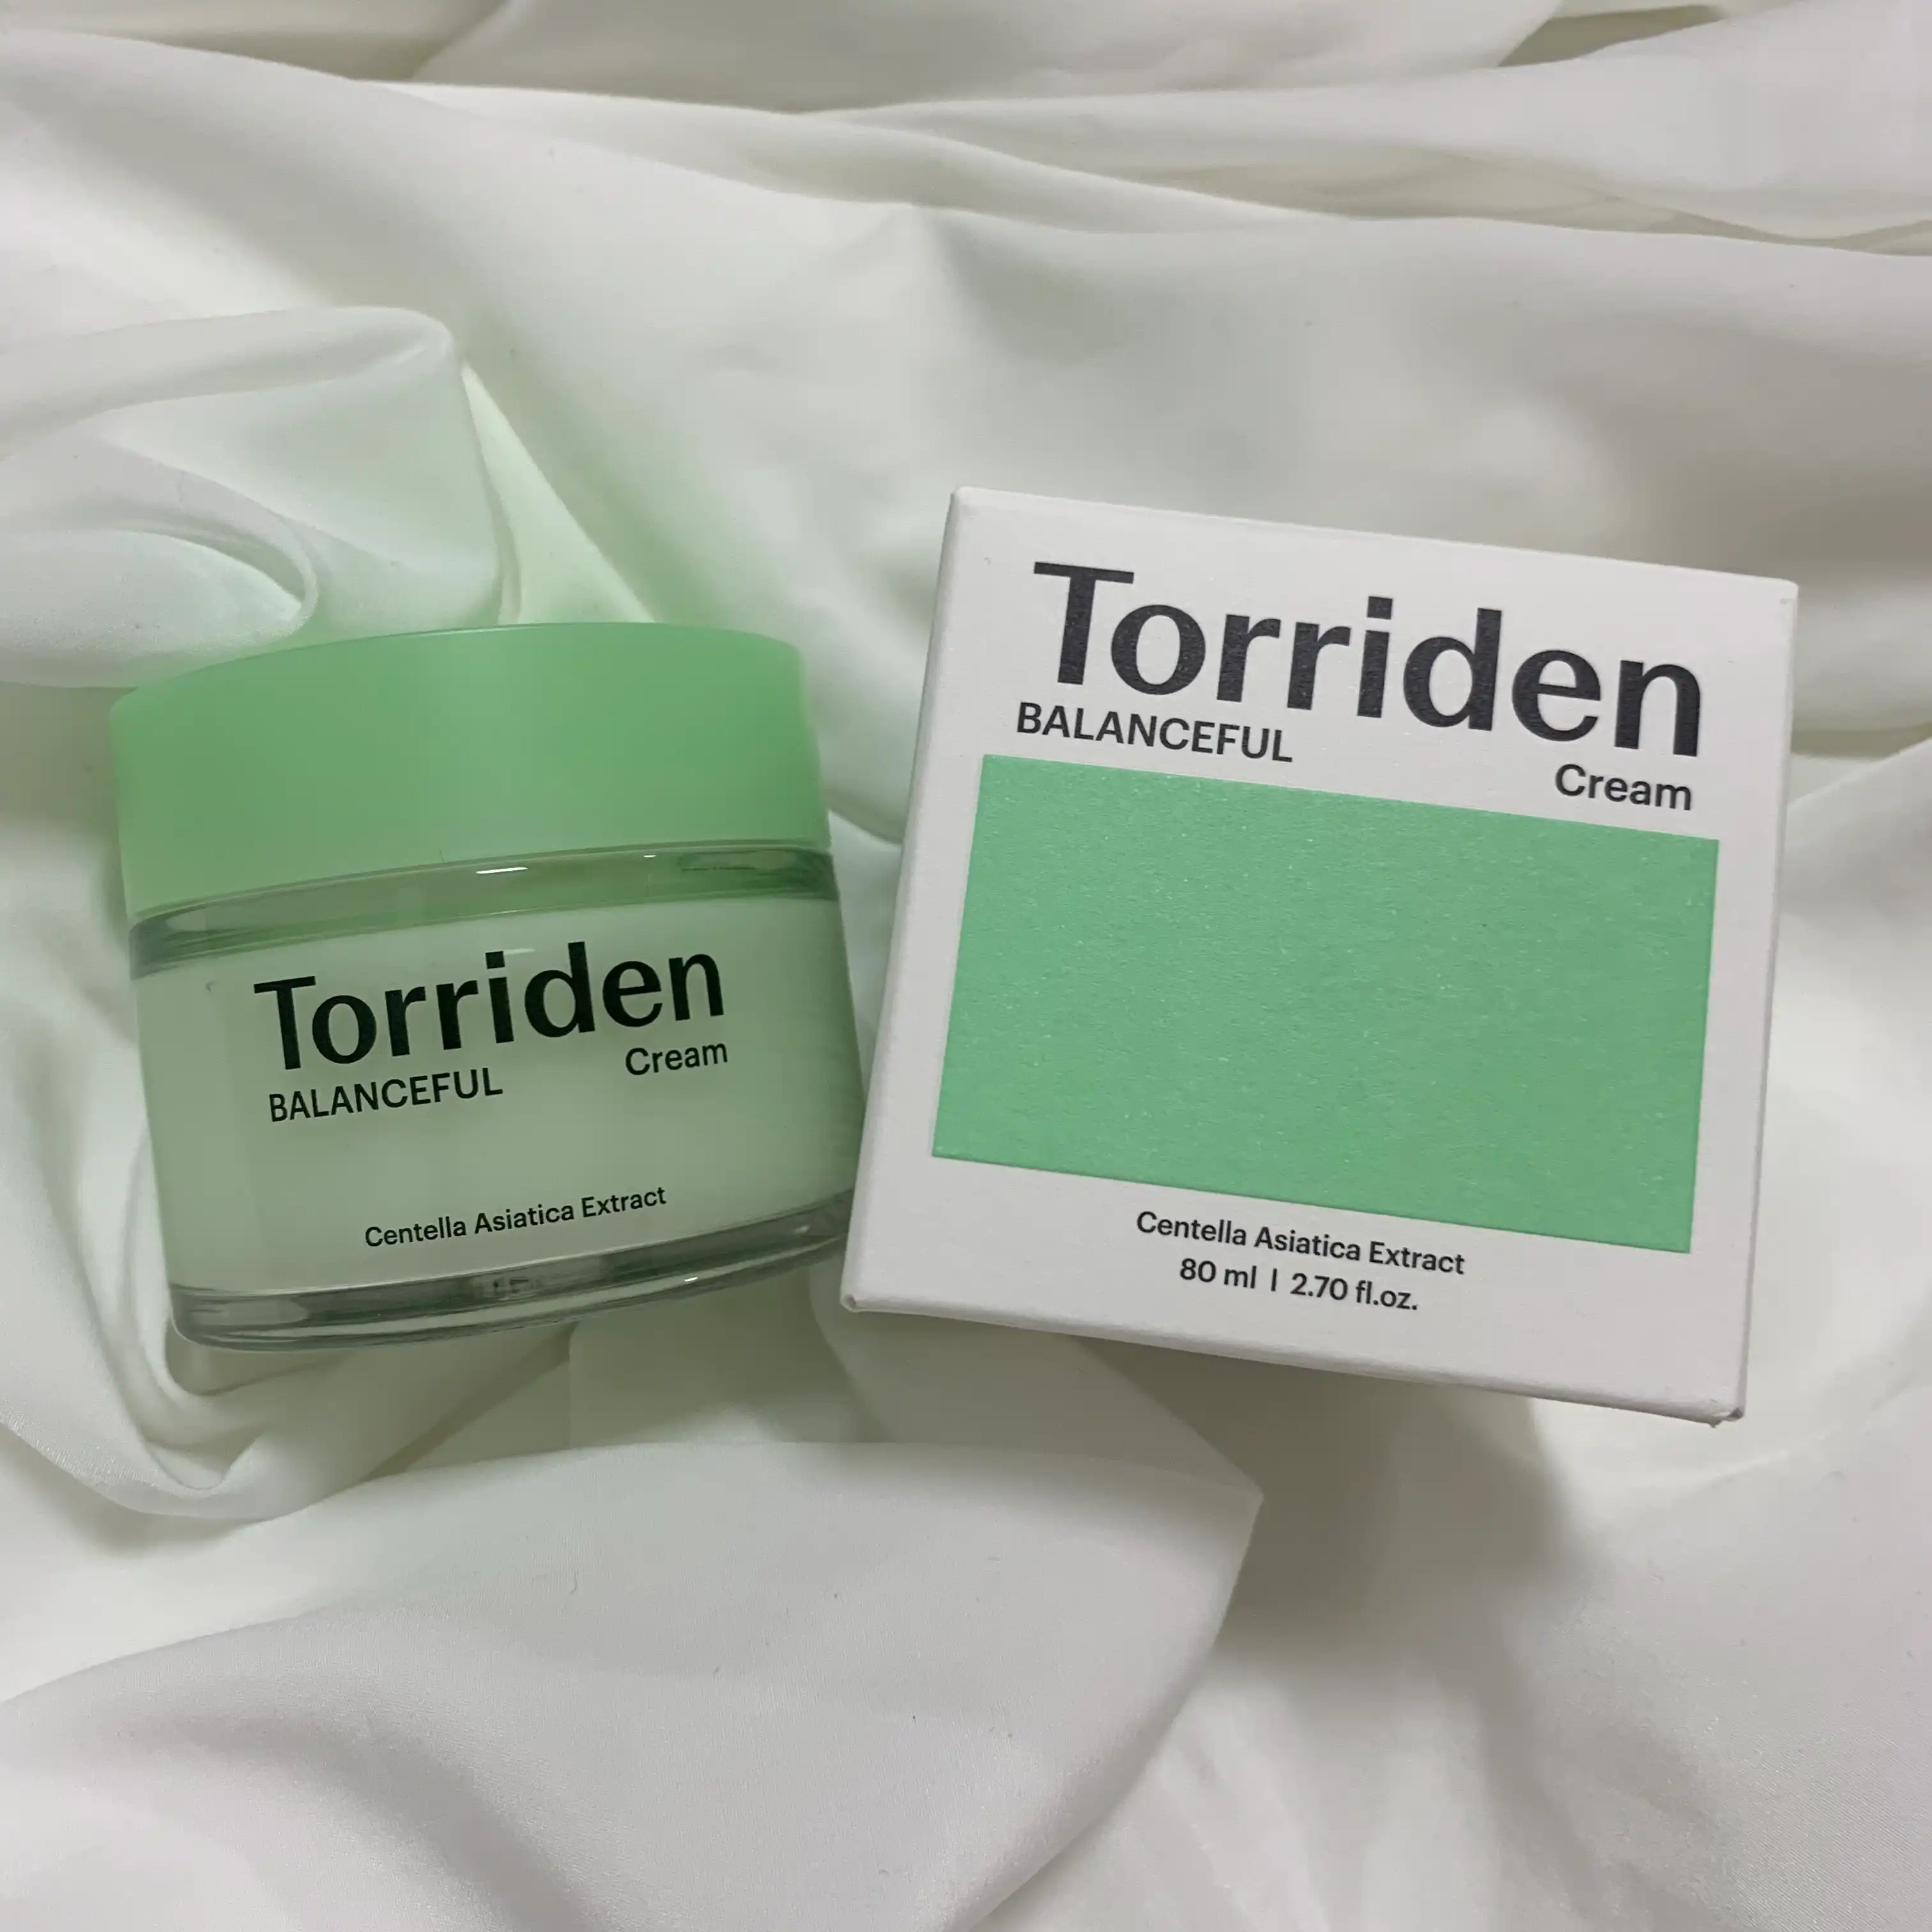 Torriden
BALANCEFUL
Cream
Centella Asiatica Extract
Torriden
BALANCEFUL
Cream
Centella Asiatica Extract
80 ml | 2.70 fl.oz.